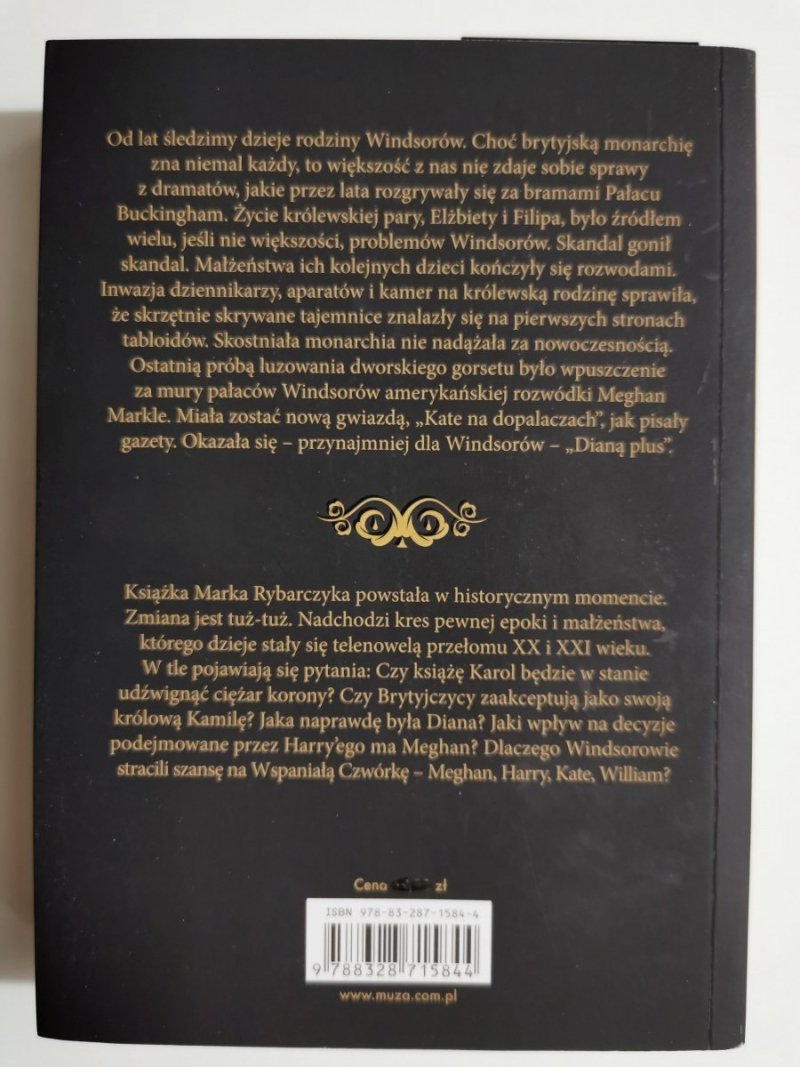 Od lat śledzimy dzieje rodziny Windsorów. Choć brytyjską monarchię
zna niemal każdy, to większość z nas nie zdaje sobie sprawy
z dramatów, jakie przez lata rozgrywały się za bramami Pałacu
Buckingham. Życie królewskiej pary, Elżbiety i Filipa, było źródłem
wielu, jeśli nie większości, problemów Windsorów. Skandal gonił
skandal. Małżeństwa ich kolejnych dzieci kończyły się rozwodami.
Inwazja dziennikarzy, aparatów i kamer na królewską rodzinę sprawiła,
że skrzętnie skrywane tajemnice znalazły się na pierwszych stronach
tabloidów. Skostniała monarchia nie nadążała za nowoczesnością.
Ostatnią próbą luzowania dworskiego gorsetu było wpuszczenie
za mury pałaców Windsorów amerykańskiej rozwódki Meghan
Markle. Miała zostać nową gwiazdą, „Kate na dopalaczach”, jak pisały
gazety. Okazała się – przynajmniej dla Windsorów – „Dianą plus”.
Książka Marka Rybarczyka powstała w historycznym momencie.
Zmiana jest tuż-tuż. Nadchodzi kres pewnej epoki i małżeństwa,
którego dzieje stały się telenowelą przełomu XX i XXI wieku.
W tle pojawiają się pytania: Czy książę Karol będzie w stanie
udźwignąć ciężar korony? Czy Brytyjczycy zaakceptują jako swoją
królową Kamilę? Jaka naprawdę była Diana? Jaki wpływ na decyzje
podejmowane przez Harry’ego ma Meghan? Dlaczego Windsorowie
stracili szansę na Wspaniałą Czwórkę – Meghan, Harry, Kate, William?
Cena zł
ISBN 978-83-287-1584-4
9 788328 715844
www.muza.com.pl